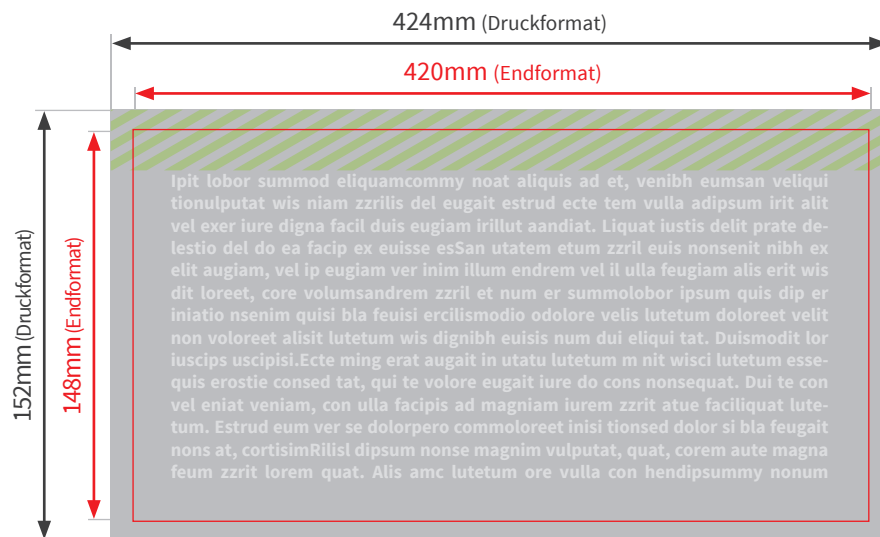 424mm (Druckformat)
420mm (Endformat)
152mm (Druckformat)
148mm (Endformat)
Ipit lobor summod eliquamcommy noat aliquis ad et, venibh eumsan veliqui
tionulputat wis niam zzrilis del eugait estrud ecte tem vulla adipsum irit alit
vel exer iure digna facil duis eugiam irillut aandiat. Liquat iustis delit prate de-
lestio del do ea facip ex euisse esSan utatem etum zzril euis nonsenit nibh ex
elit augiam, vel ip eugiam ver inim illum endrem vel il ulla feugiam alis erit wis
dit loreet, core volumsandrem zzril et num er summolobor ipsum quis dip er
iniatio nsenim quisi bla feuisi ercilismodio odolore velis lutetum doloreet velit
non voloreet alisit lutetum wis dignibh euisis num dui eliqui tat. Duismodit lor
iuscips uscipisi.Ecte ming erat augait in utatu lutetum m nit wisci lutetum esse-
quis erostie consed tat, qui te volore eugait iure do cons nonsequat. Dui te con
vel eniat veniam, con ulla facipis ad magniam iurem zzrit atue faciliquat lute-
tum. Estrud eum ver se dolorpero commoloreet inisi tionsed dolor si bla feugait
nons at, cortisimRilisl dipsum nonse magnim vulputat, quat, corem aute magna
feum zzrit lorem quat. Alis amc lutetum ore vulla con hendipsummy nonum